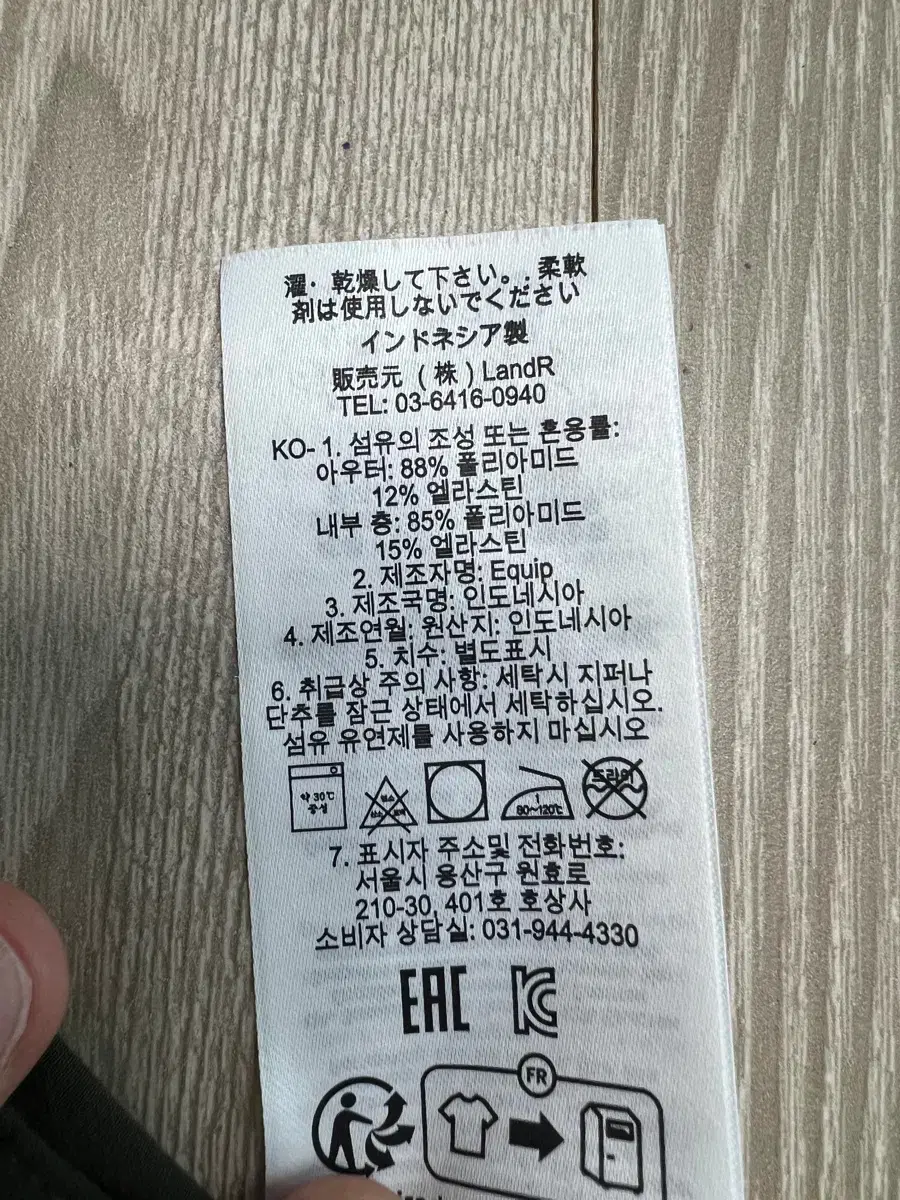 濯・乾燥して下さい。. 柔軟
剤は使用しないでください
インドネシア製
販売元 (株) LandR
TEL: 03-6416-0940
KO- 1. 섬유의 조성 또는 혼용률:
아우터: 88% 폴리아미드
12% 엘라스틴
내부 층: 85% 폴리아미드
15% 엘라스틴
2. 제조자명: Equip
3. 제조국명: 인도네시아
4. 제조연월: 원산지: 인도네시아
5. 치수: 별도표시
6. 취급상 주의 사항: 세탁시 지퍼나
단추를 잠근 상태에서 세탁하십시오.
섬유 유연제를 사용하지 마십시오
약 30℃
중성
1
80~120℃
드라이
7. 표시자 주소및 전화번호:
서울시 용산구 원효로
210-30, 401호 호상사
소비자 상담실: 031-944-4330
EAC
KC
FR